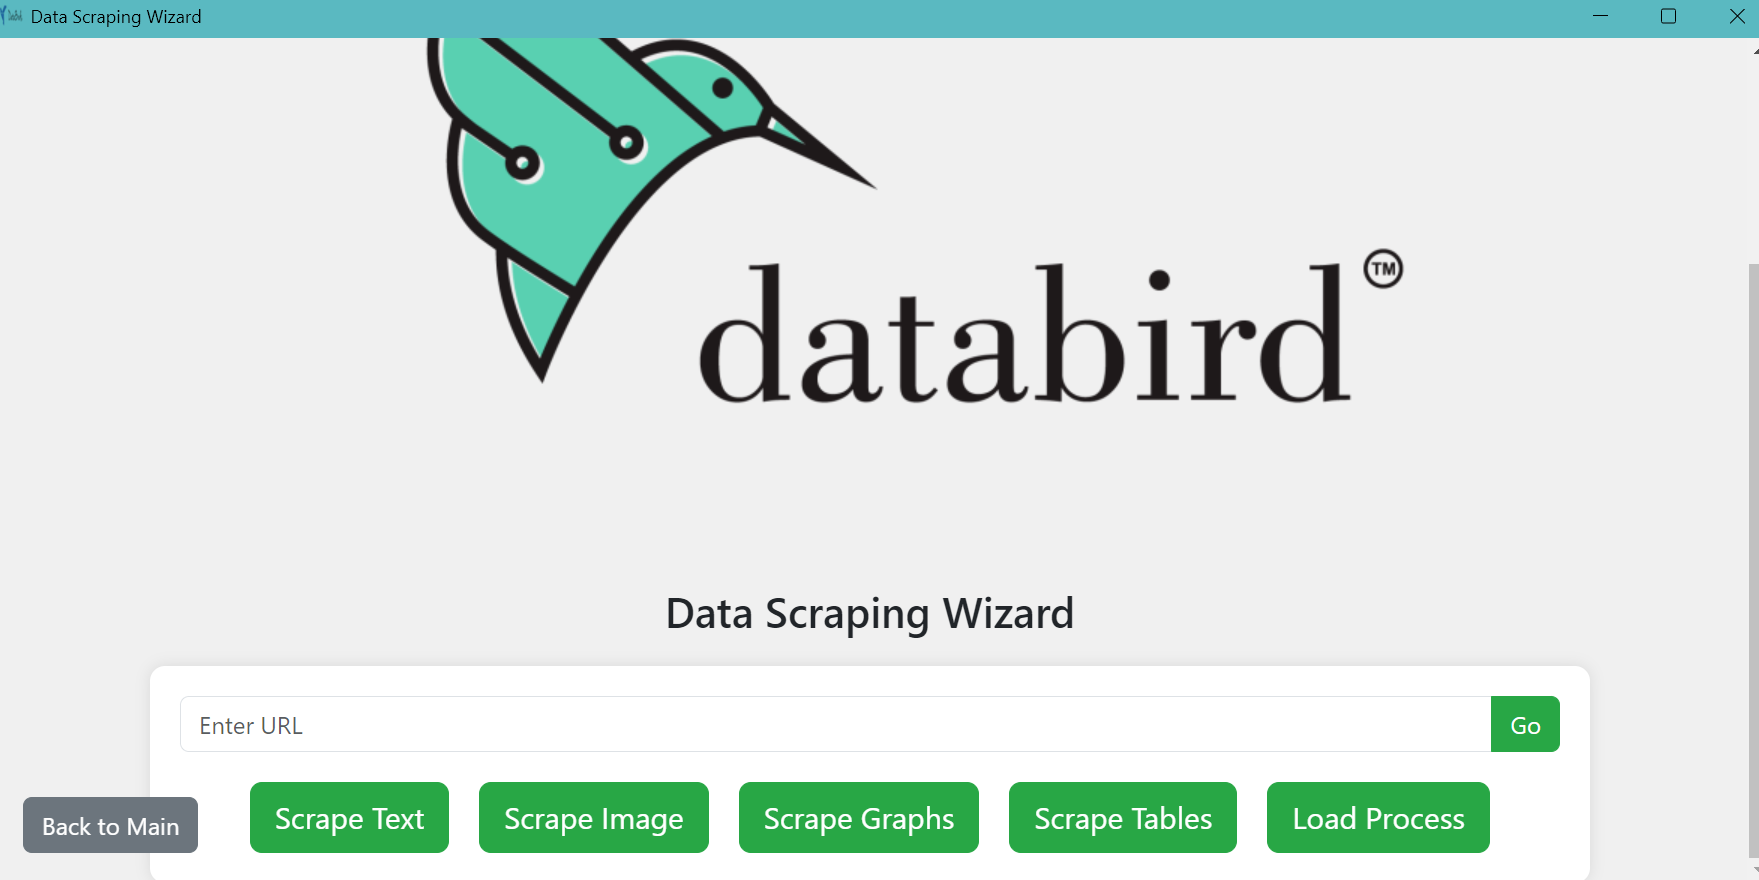 Data Scraping Wizard
databird TM
Data Scraping Wizard
Enter URL
Go
Scrape Text
Scrape Image
Scrape Graphs
Scrape Tables
Load Process
Back to Main